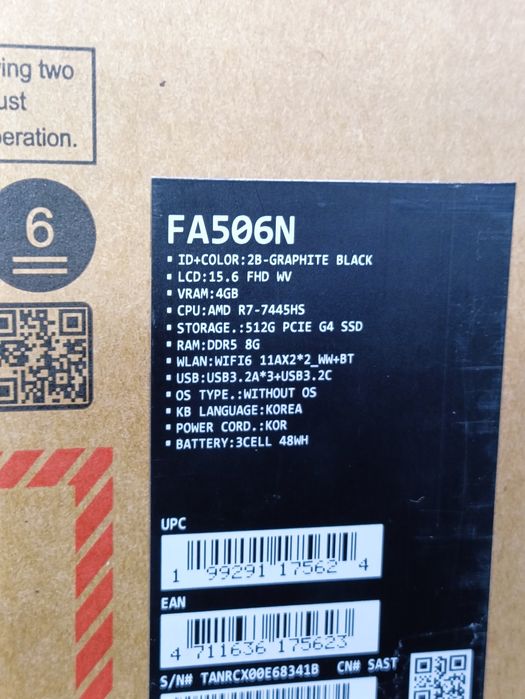 ing two
ust
eration.
6
FA506N
▪ ID+COLOR:2B-GRAPHITE BLACK
▪ LCD:15.6 FHD WV
▪ VRAM:4GB
▪ CPU:AMD R7-7445HS
▪ STORAGE.:512G PCIE G4 SSD
▪ RAM:DDR5 8G
▪ WLAN:WIFI6 11AX2*2_WW+BT
▪ USB:USB3.2A*3+USB3.2C
▪ OS TYPE.:WITHOUT OS
▪ KB LANGUAGE:KOREA
▪ POWER CORD.:KOR
▪ BATTERY:3CELL 48WH
UPC
1 99291 17562 4
EAN
4 711636 175623
S/N# TANRCX00E68341B CN# SAST